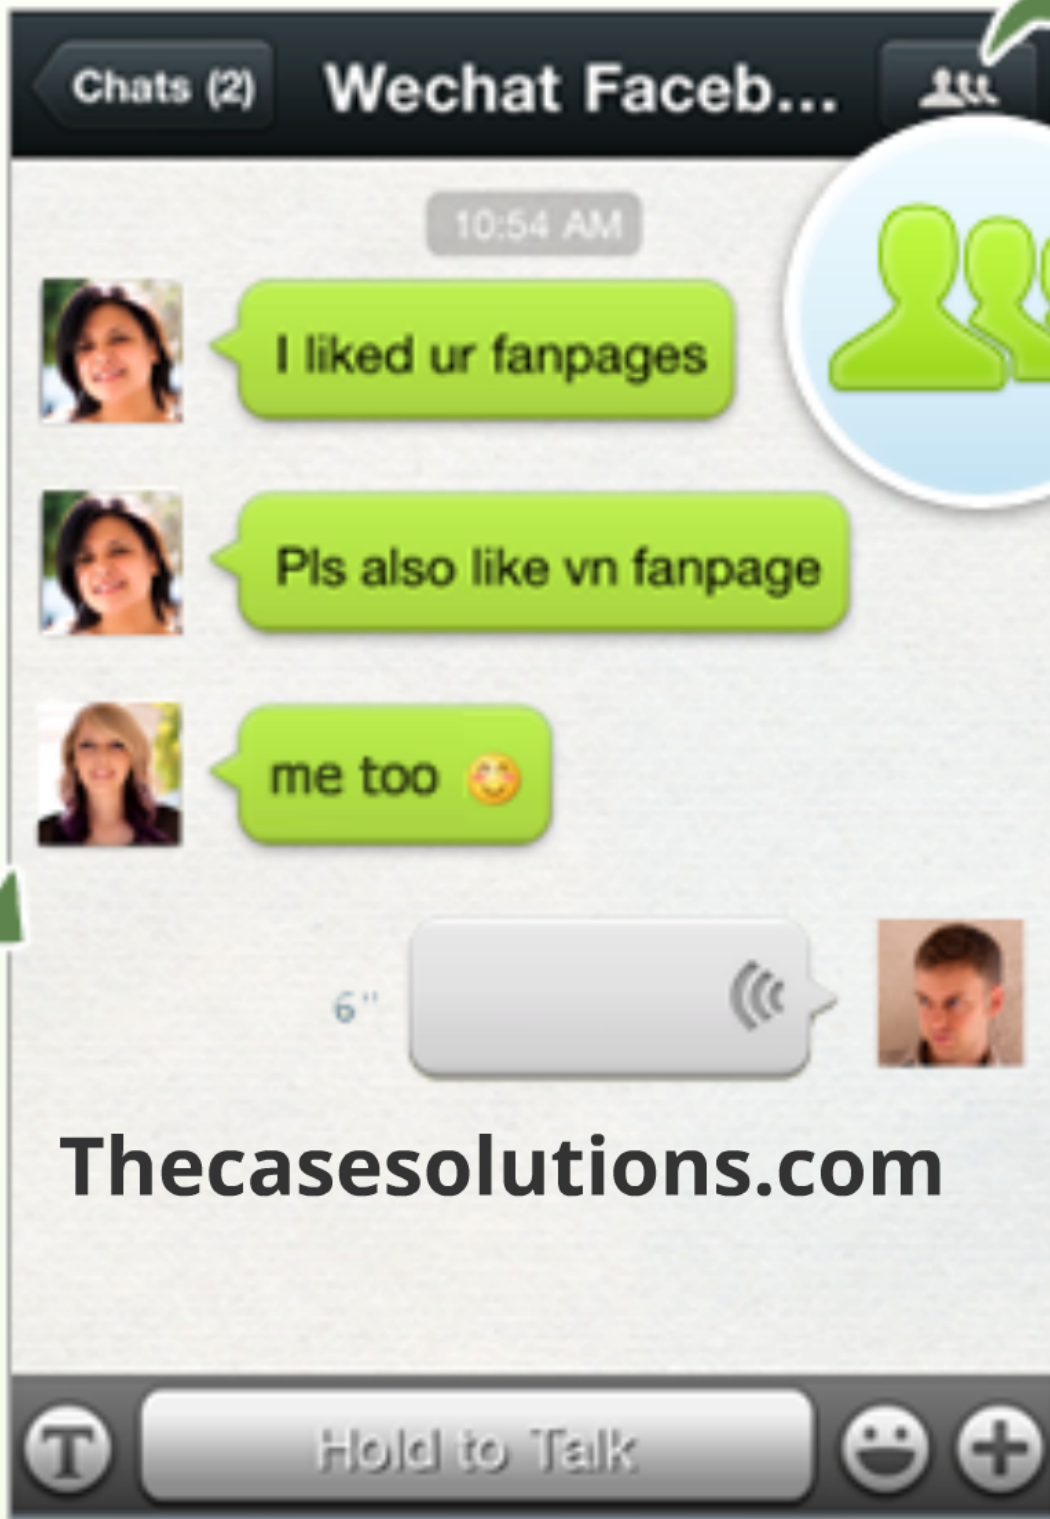 Chats (2)
Wechat Faceb...
10:54 AM
I liked ur fanpages
Pls also like vn fanpage
me too 😊
6"
Thecasesolutions.com
T
Hold to Talk